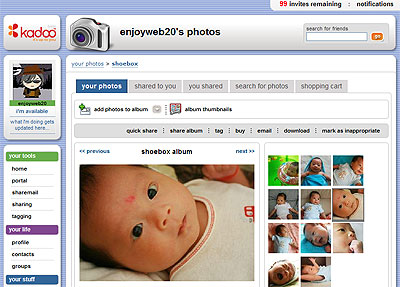 99 invites remaining : notifications
kadoo
enjoyweb20's photos
search for friends
go
your photos > shoebox
enjoyweb20
i'm available
what i'm doing gets
updated here...
your photos
shared to you
you shared
search for photos
shopping cart
add photos to album
album thumbnails
quick share : share album : tag : buy : email : download : mark as inappropriate
your tools
home
portal
sharemail
sharing
tagging
your life
profile
contacts
groups
your stuff
<< previous
shoebox album
next >>